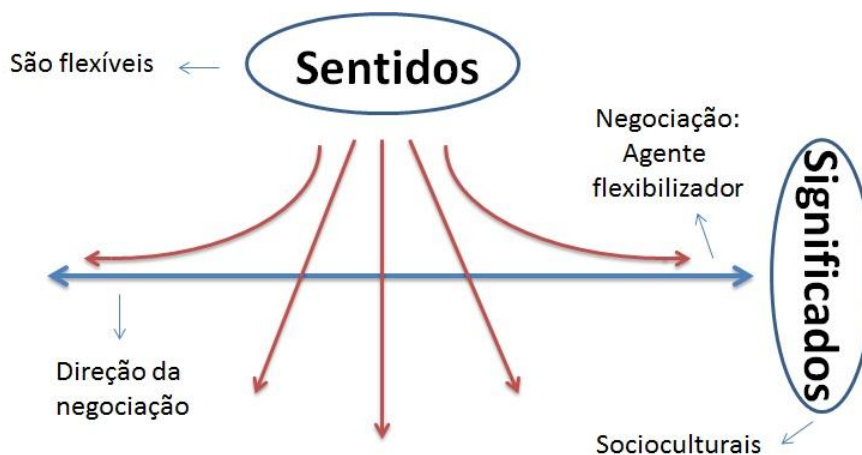 Sentidos
São flexíveis
Negociação:
Agente
flexibilizador
Significados
Direção da
negociação
Socioculturais